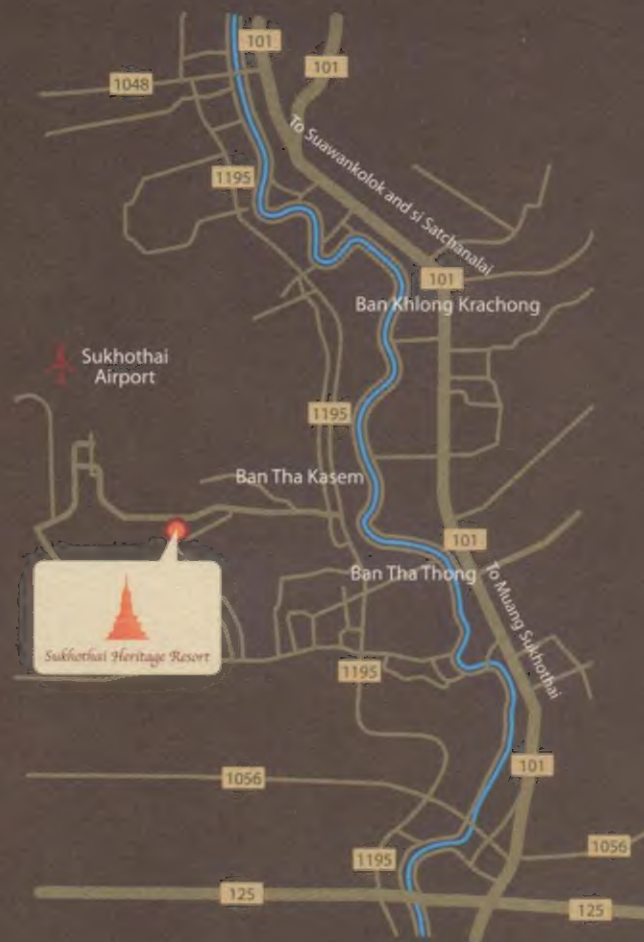 101
101
1048
To Suawankolok and si Satchanalai
1195
101
Ban Khlong Krachong
Sukhothai
Airport
1195
Ban Tha Kasem
101
Ban Tha Thong
To Muang Sukhothai
Sukhothai Heritage Resort
1195
101
1056
1056
1195
125
125